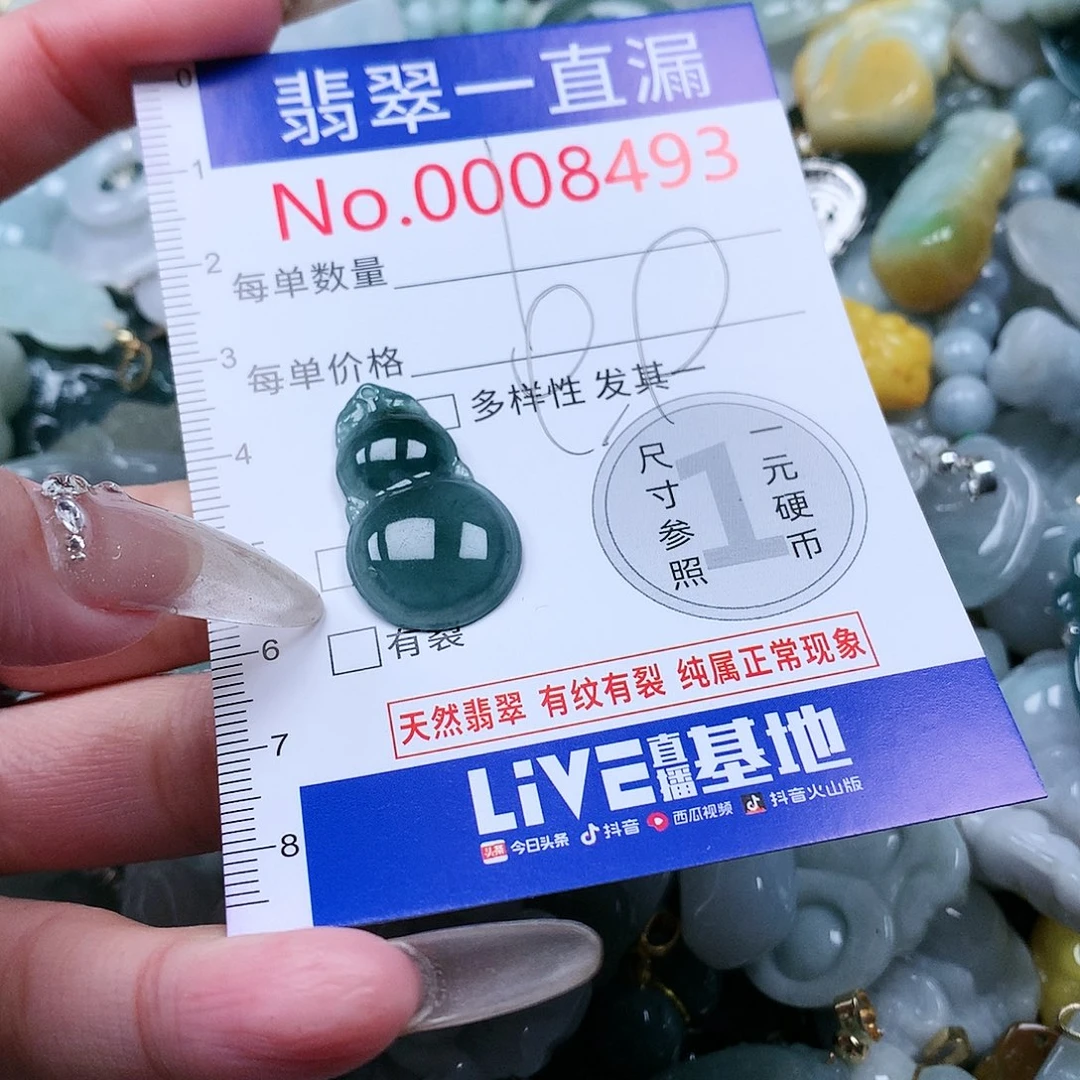 翡翠一直漏
No.0008493
每单数量
每单价格
多样性 发其一
尺寸参照
1
一元硬币
有裂
天然翡翠 有纹有裂 纯属正常现象
LiVE直播基地
头条 今日头条 抖音 西瓜视频 抖音火山版
0
1
2
3
4
6
7
8